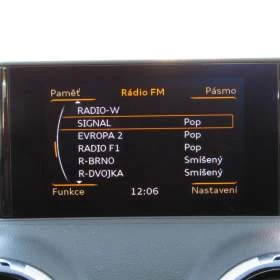 Paměť Rádio FM Pásmo
RADIO-W
SIGNAL Pop
EVROPA 2 Pop
RADIO F1 Pop
R-BRNO Smíšený
R-DVOJKA Smíšený
Funkce 12:06 Nastavení